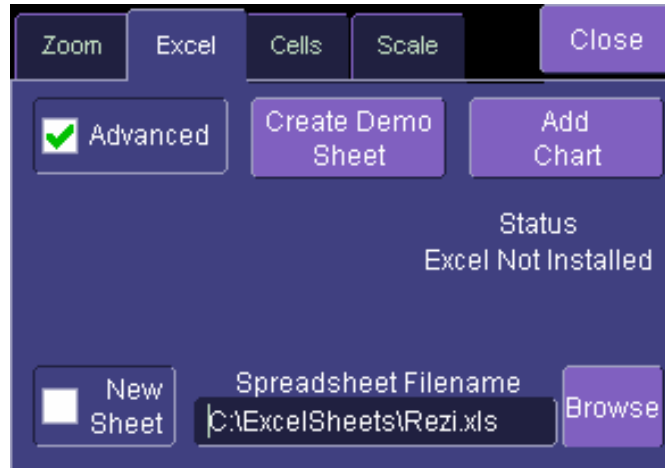 Zoom Excel Cells Scale Close
Advanced
Create Demo
Sheet
Add
Chart
Status
Excel Not Installed
New
Sheet
Spreadsheet Filename
C:\ExcelSheets\Rezi.xls
Browse